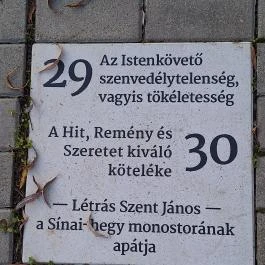 29 Az Istenkövető
szenvedélytelenség,
vagyis tökéletesség
A Hit, Remény és
Szeretet kiváló 30
köteléke
— Létrás Szent János —
a Sínai-hegy monostorának
apátja